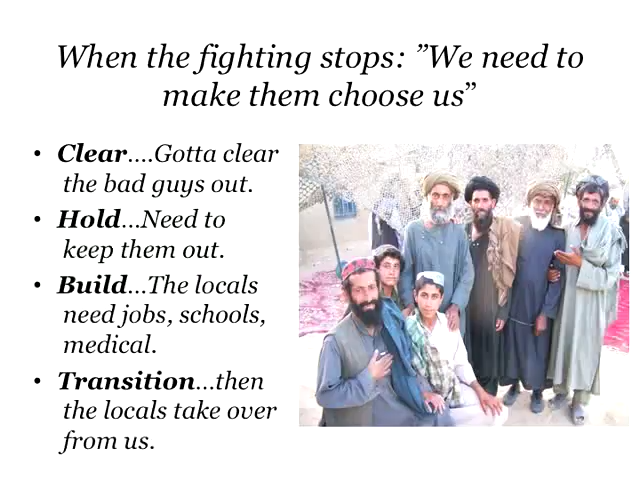 When the fighting stops: ”We need to
make them choose us”
• Clear....Gotta clear
the bad guys out.
• Hold...Need to
keep them out.
• Build...The locals
need jobs, schools,
medical.
• Transition...then
the locals take over
from us.